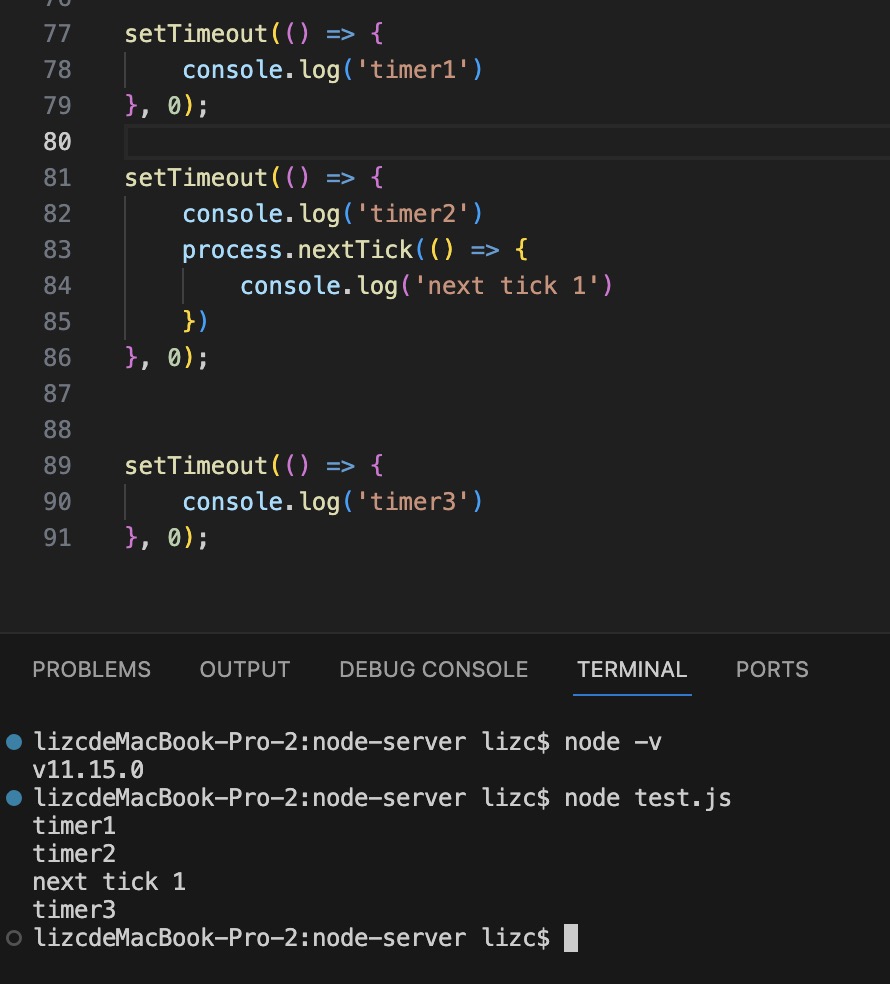 77 setTimeout(() => {
78 console.log('timer1')
79 }, 0);
80
81 setTimeout(() => {
82 console.log('timer2')
83 process.nextTick(() => {
84 console.log('next tick 1')
85 })
86 }, 0);
87
88
89 setTimeout(() => {
90 console.log('timer3')
91 }, 0);
PROBLEMS OUTPUT DEBUG CONSOLE TERMINAL PORTS
lizcdeMacBook-Pro-2:node-server lizc$ node -v
v11.15.0
lizcdeMacBook-Pro-2:node-server lizc$ node test.js
timer1
timer2
next tick 1
timer3
lizcdeMacBook-Pro-2:node-server lizc$